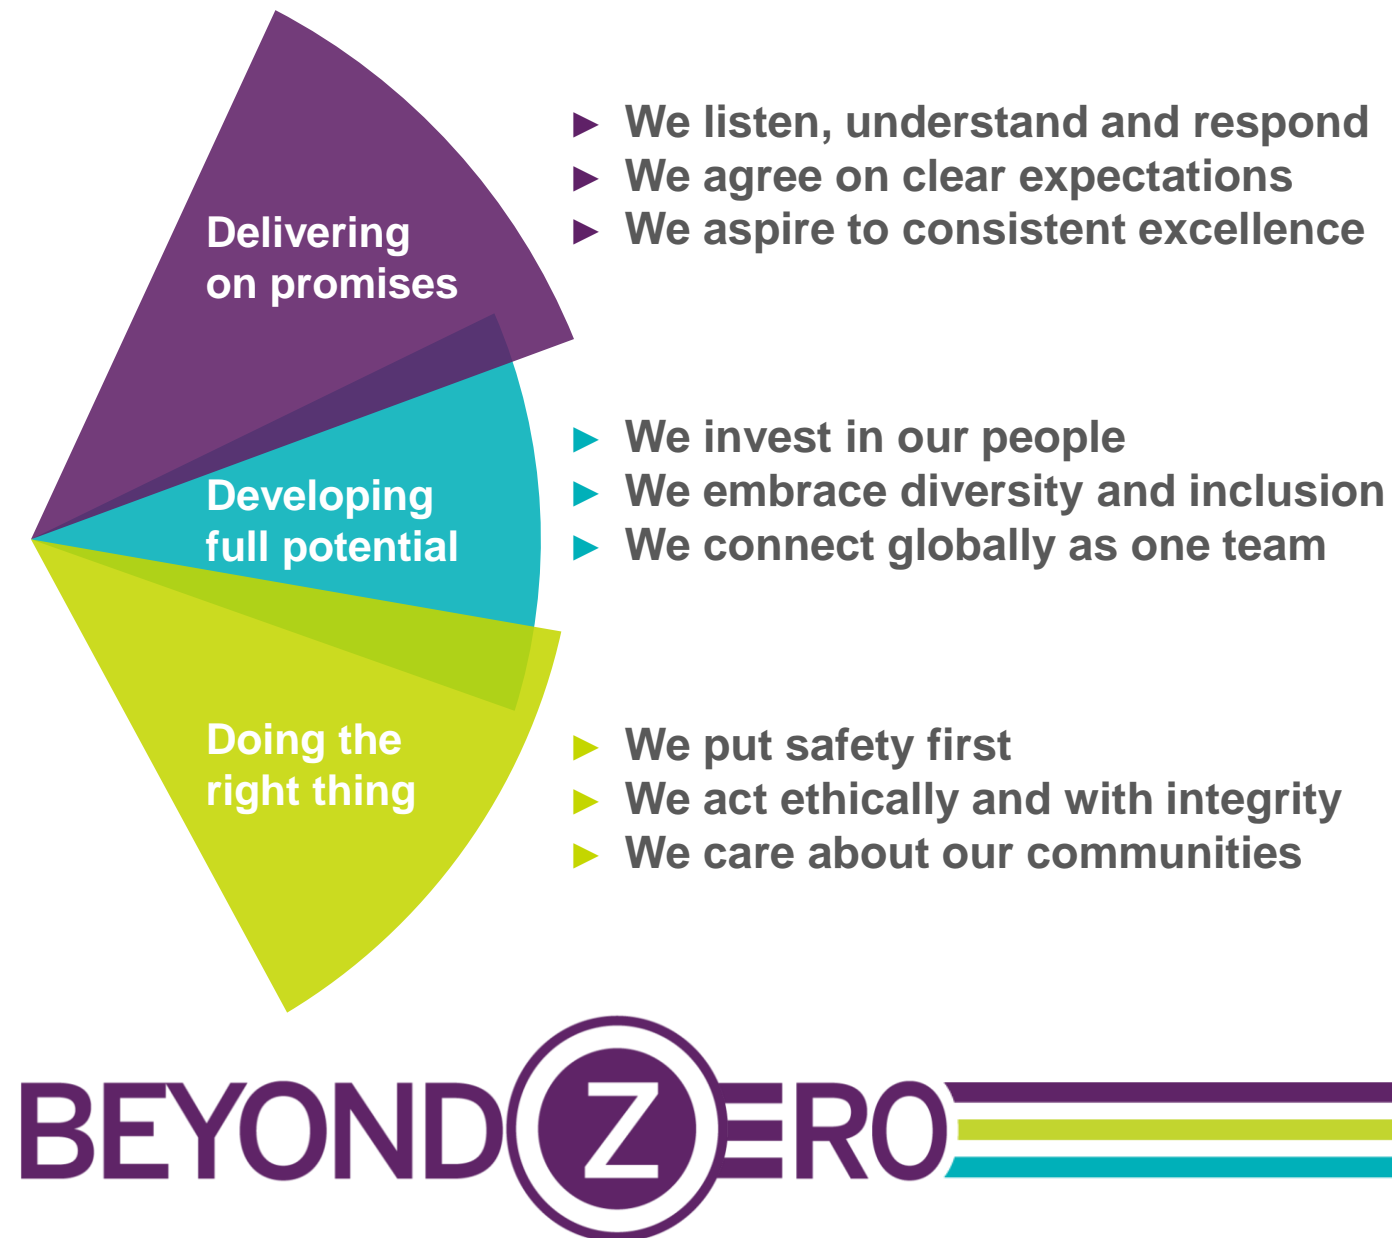 Delivering
on promises
► We listen, understand and respond
► We agree on clear expectations
► We aspire to consistent excellence
Developing
full potential
► We invest in our people
► We embrace diversity and inclusion
► We connect globally as one team
Doing the
right thing
► We put safety first
► We act ethically and with integrity
► We care about our communities
BEYOND ZERO